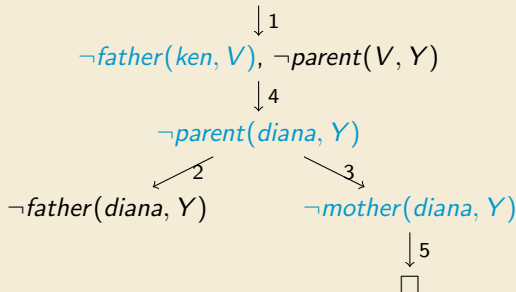 1
¬father(ken, V), ¬parent(V, Y)
4
¬parent(diana, Y)
2 3
¬father(diana, Y) ¬mother(diana, Y)
5
□